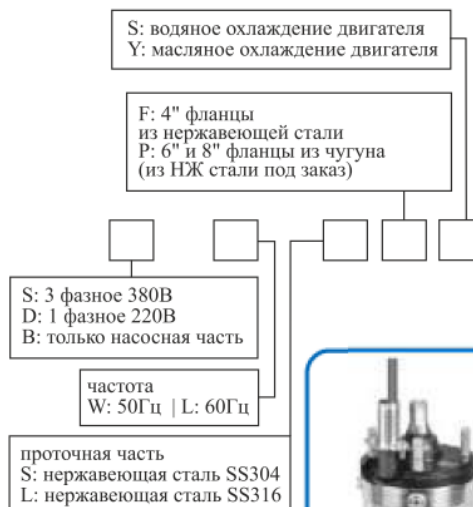 S: водяное охлаждение двигателя
Y: масляное охлаждение двигателя
F: 4" фланцы
из нержавеющей стали
P: 6" и 8" фланцы из чугуна
(из НЖ стали под заказ)
S: 3 фазное 380В
D: 1 фазное 220В
B: только насосная часть
частота
W: 50Гц | L: 60Гц
проточная часть
S: нержавеющая сталь SS304
L: нержавеющая сталь SS316